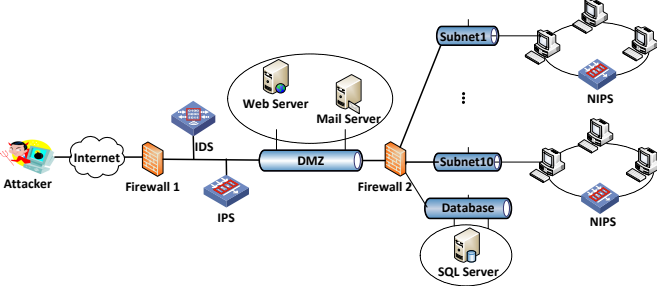 Subnet1
NIPS
Web Server
Mail Server
IDS
Attacker
Internet
Firewall 1
DMZ
Firewall 2
Subnet10
IPS
Database
NIPS
SQL Server